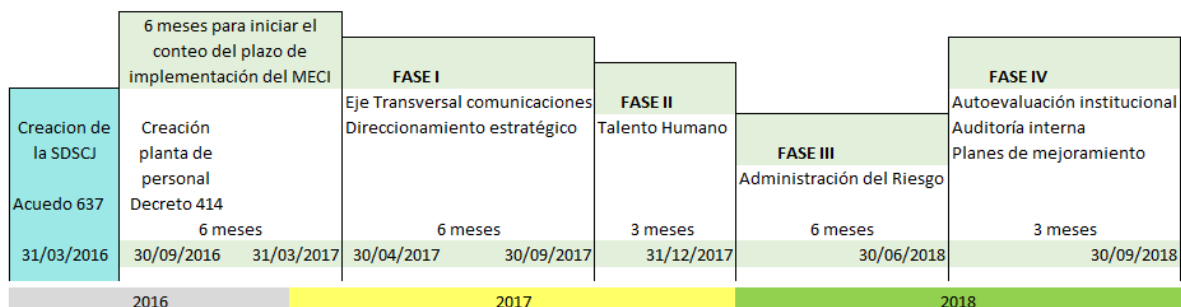 Creacion de
la SDSCJ
Acuedo 637
31/03/2016
6 meses para iniciar el
conteo del plazo de
implementación del MECI
Creación
planta de
personal
Decreto 414
6 meses
30/09/2016 31/03/2017
FASE I
Eje Transversal comunicaciones
Direccionamiento estratégico
6 meses
30/04/2017 30/09/2017
FASE II
Talento Humano
3 meses
31/12/2017
FASE III
Administración del Riesgo
6 meses
30/06/2018
FASE IV
Autoevaluación institucional
Auditoría interna
Planes de mejoramiento
3 meses
30/09/2018
2016 2017 2018